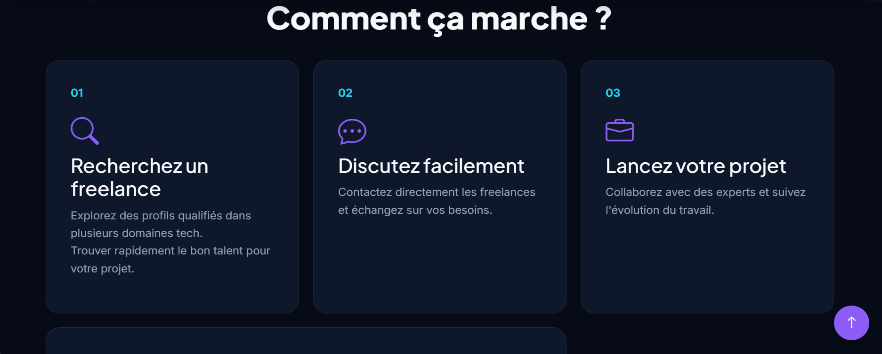 Comment ça marche ?
01
Recherchez un
freelance
Explorez des profils qualifiés dans
plusieurs domaines tech.
Trouver rapidement le bon talent pour
votre projet.
02
Discutez facilement
Contactez directement les freelances
et échangez sur vos besoins.
03
Lancez votre projet
Collaborez avec des experts et suivez
l'évolution du travail.